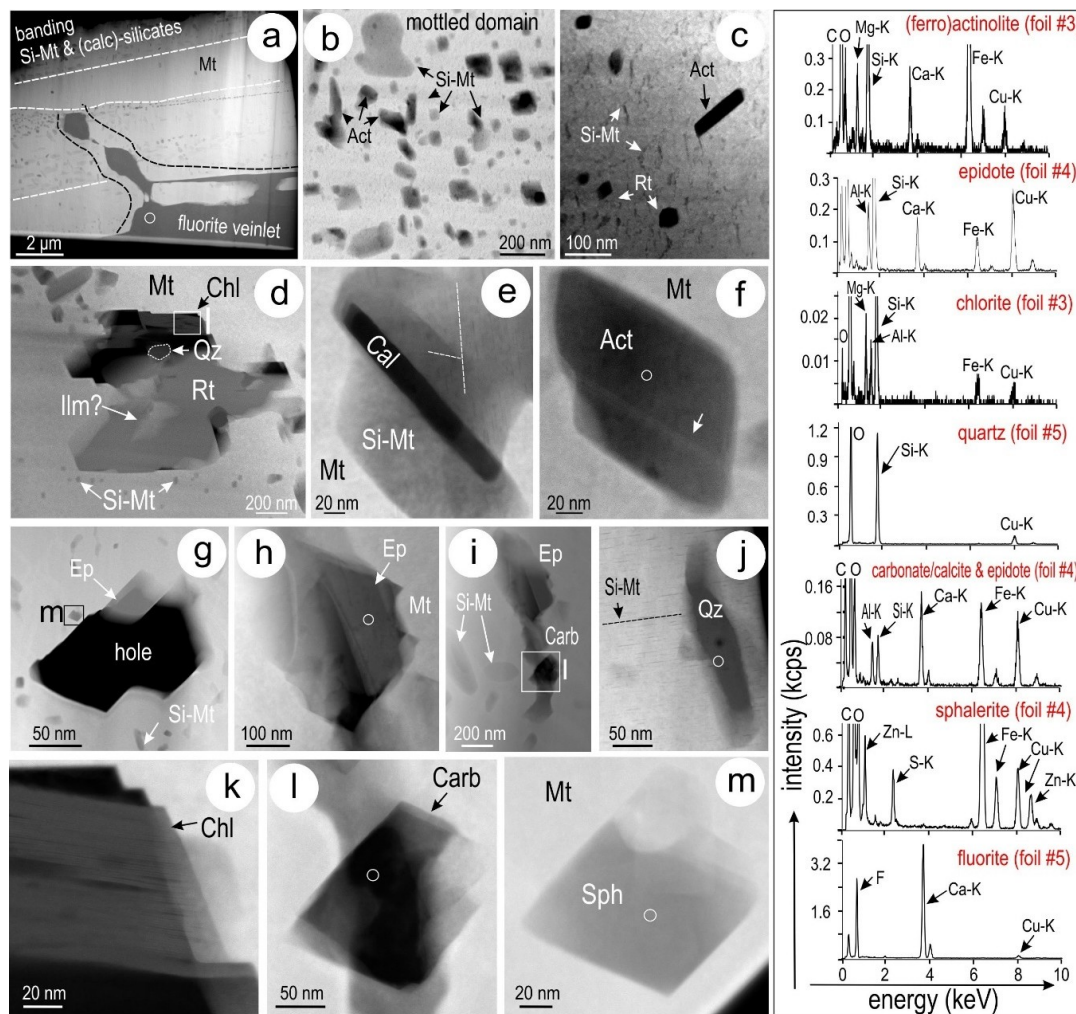 banding
Si-Mt & (calc)-silicates
Mt
a
fluorite veinlet
2 µm
mottled domain
b
Si-Mt
Act
200 nm
c
Act
Si-Mt
Rt
100 nm
Mt
Chl
d
Qz
Rt
Ilm?
Si-Mt
200 nm
e
Cal
Si-Mt
Mt
20 nm
Mt
f
Act
20 nm
g
Ep
m
hole
Si-Mt
50 nm
h
Ep
Mt
100 nm
i
Ep
Si-Mt
Carb
l
200 nm
j
Si-Mt
Qz
50 nm
k
Chl
20 nm
Carb
l
50 nm
Mt
m
Sph
20 nm
(ferro)actinolite (foil #3
C O
Mg-K
Si-K
Ca-K
Fe-K
Cu-K
0.3
0.2
0.1
epidote (foil #4)
0.3
0.2
0.1
Al-K
Si-K
Ca-K
Fe-K
Cu-K
chlorite (foil #3)
0.02
0.01
O
Mg-K
Si-K
Al-K
Fe-K
Cu-K
quartz (foil #5)
1.2
0.9
0.6
0.3
O
Si-K
Cu-K
carbonate/calcite & epidote (foil #4)
0.16
0.08
C O
Al-K
Si-K
Ca-K
Fe-K
Cu-K
sphalerite (foil #4)
0.6
0.4
0.2
C O
Zn-L
S-K
Fe-K
Cu-K
Zn-K
fluorite (foil #5)
3.2
1.6
F
Ca-K
Cu-K
0 2 4 6 8 10
energy (keV)
intensity (kcps)